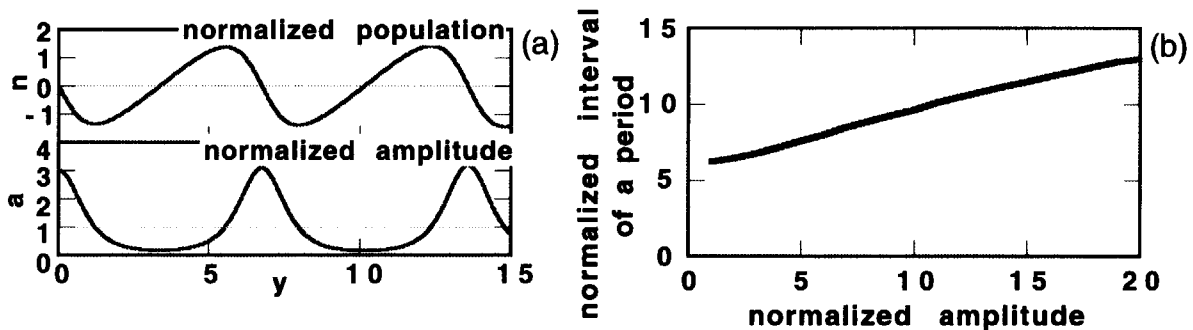 normalized population
(a)
2
1
0
-1
n
normalized amplitude
4
3
2
1
0
a
0 5 10 15
y
(b)
15
10
5
0
normalized interval
of a period
0 5 10 15 20
normalized amplitude